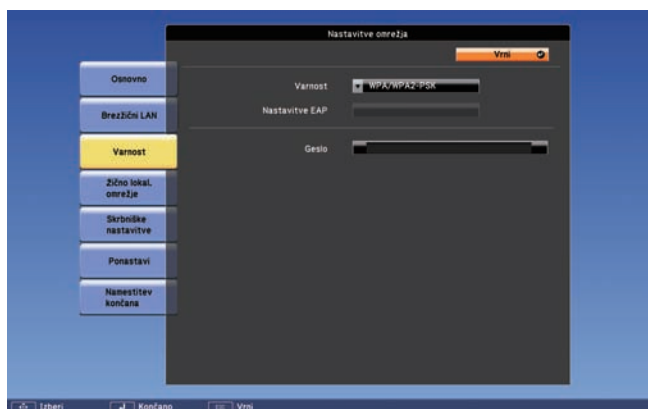 Nastavitve omrežja
Vrni
Osnovno
Brezžični LAN
Varnost
Žično lokal.
omrežje
Skrbniške
nastavitve
Ponastavi
Namestitev
končana
Varnost WPA/WPA2-PSK
Nastavitve EAP
Geslo
Izberi Končano Vrni